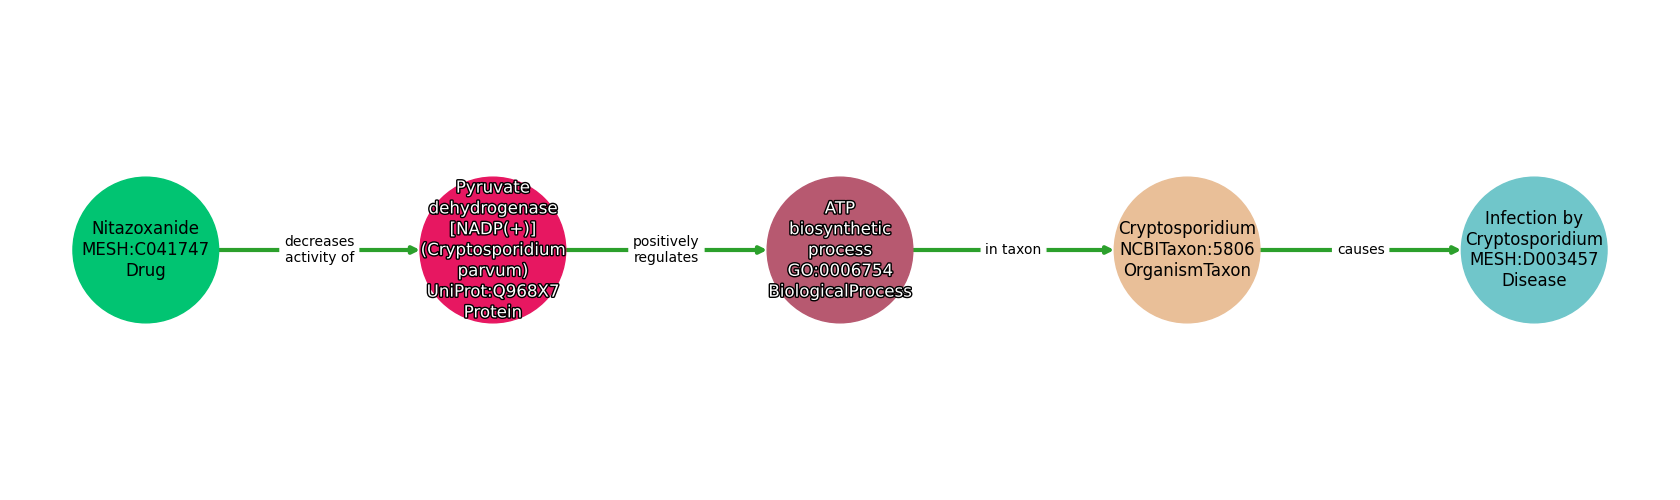 Nitazoxanide
MESH:C041747
Drug
decreases
activity of
Pyruvate
dehydrogenase
[NADP(+)]
(Cryptosporidium
parvum)
UniProt:Q968X7
Protein
positively
regulates
ATP
biosynthetic
process
GO:0006754
BiologicalProcess
in taxon
Cryptosporidium
NCBITaxon:5806
OrganismTaxon
causes
Infection by
Cryptosporidium
MESH:D003457
Disease